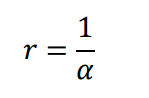 r = 1/α